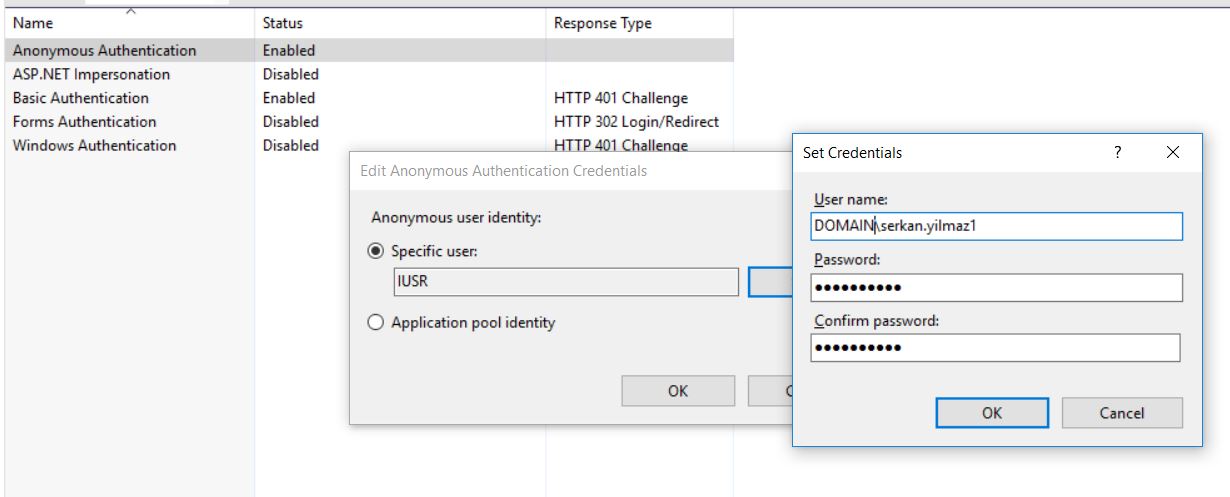 Name Status Response Type
Anonymous Authentication Enabled
ASP.NET Impersonation Disabled
Basic Authentication Enabled HTTP 401 Challenge
Forms Authentication Disabled HTTP 302 Login/Redirect
Windows Authentication Disabled HTTP 401 Challenge
Edit Anonymous Authentication Credentials
Anonymous user identity:
Specific user:
IUSR
Application pool identity
OK
Set Credentials ?
User name:
DOMAIN\serkan.yilmaz1
Password:
●●●●●●●●●●
Confirm password:
●●●●●●●●●●
OK Cancel